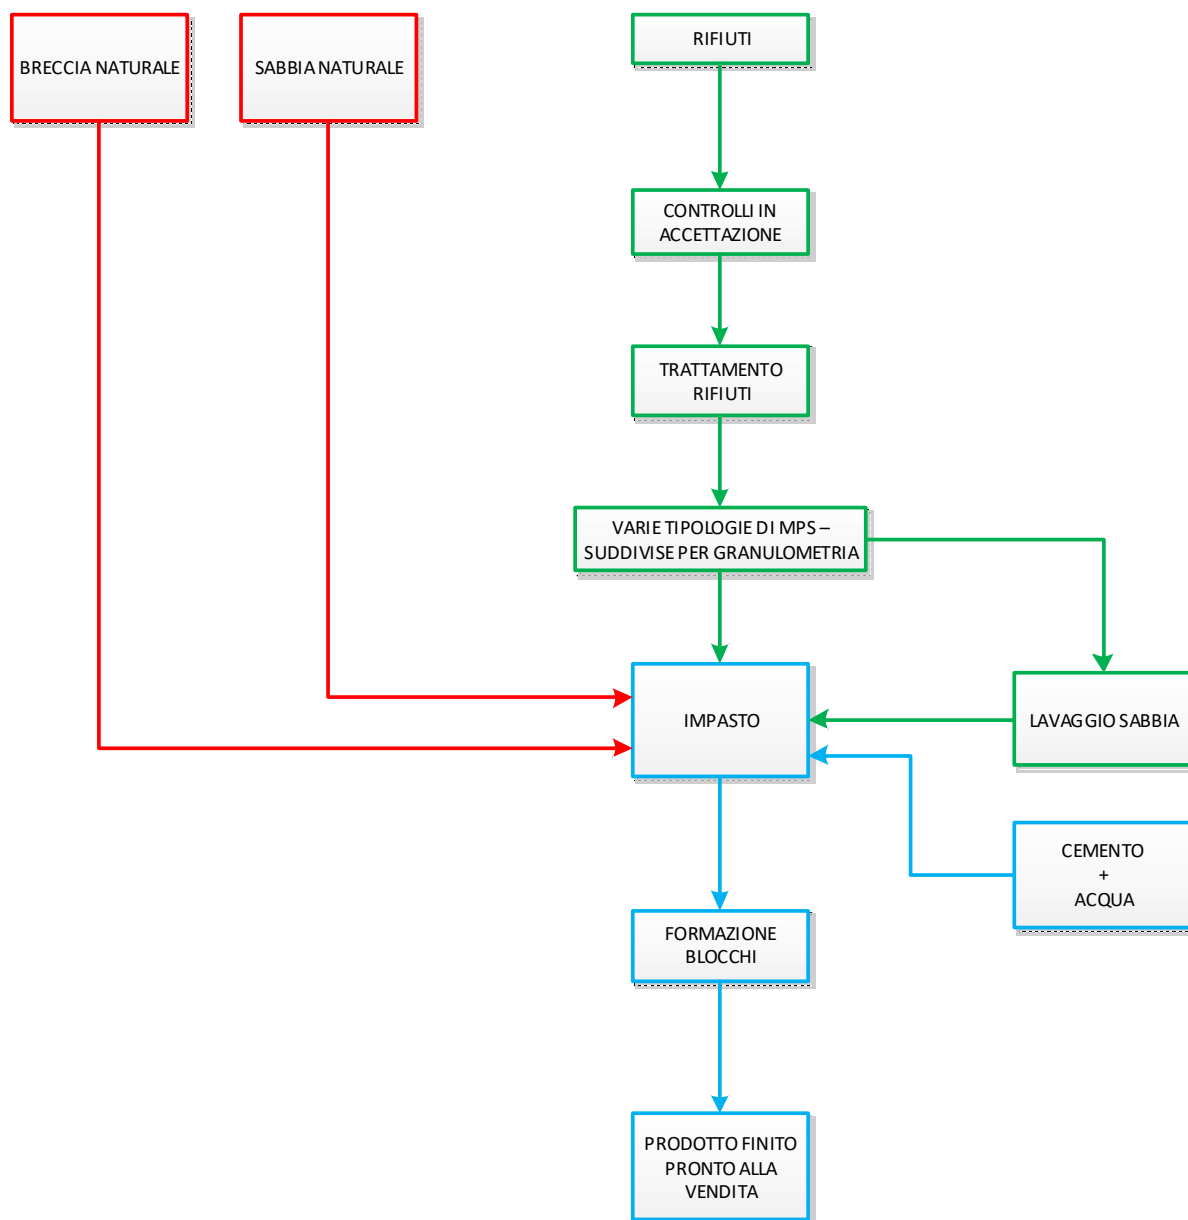 BRECCIA NATURALE
SABBIA NATURALE
RIFIUTI
CONTROLLI IN
ACCETTAZIONE
TRATTAMENTO
RIFIUTI
VARIE TIPOLOGIE DI MPS –
SUDDIVISE PER GRANULOMETRIA
IMPASTO
LAVAGGIO SABBIA
CEMENTO
+
ACQUA
FORMAZIONE
BLOCCHI
PRODOTTO FINITO
PRONTO ALLA
VENDITA